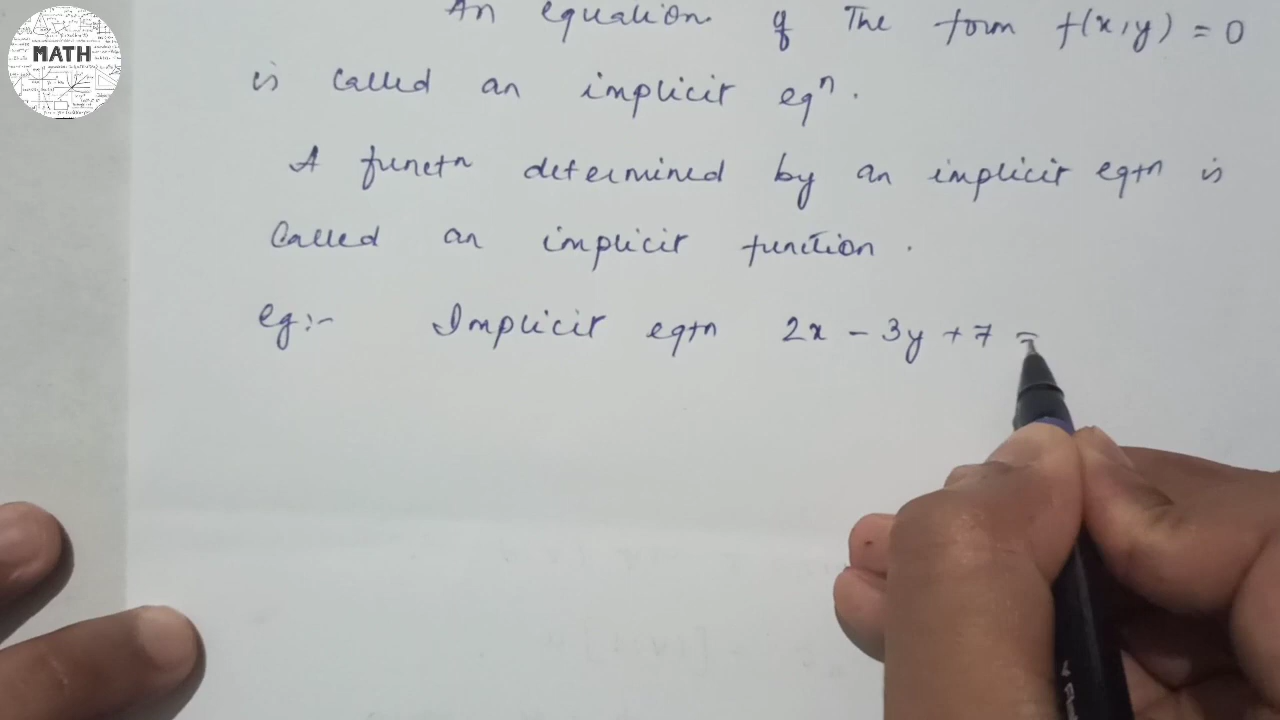 MATH
An equation of The form f(x,y) = 0
is called an implicit eqⁿ.
A functn determined by an implicit eqtn is
Called an implicit function.
eg:- Implicit eqtn 2x - 3y + 7 =